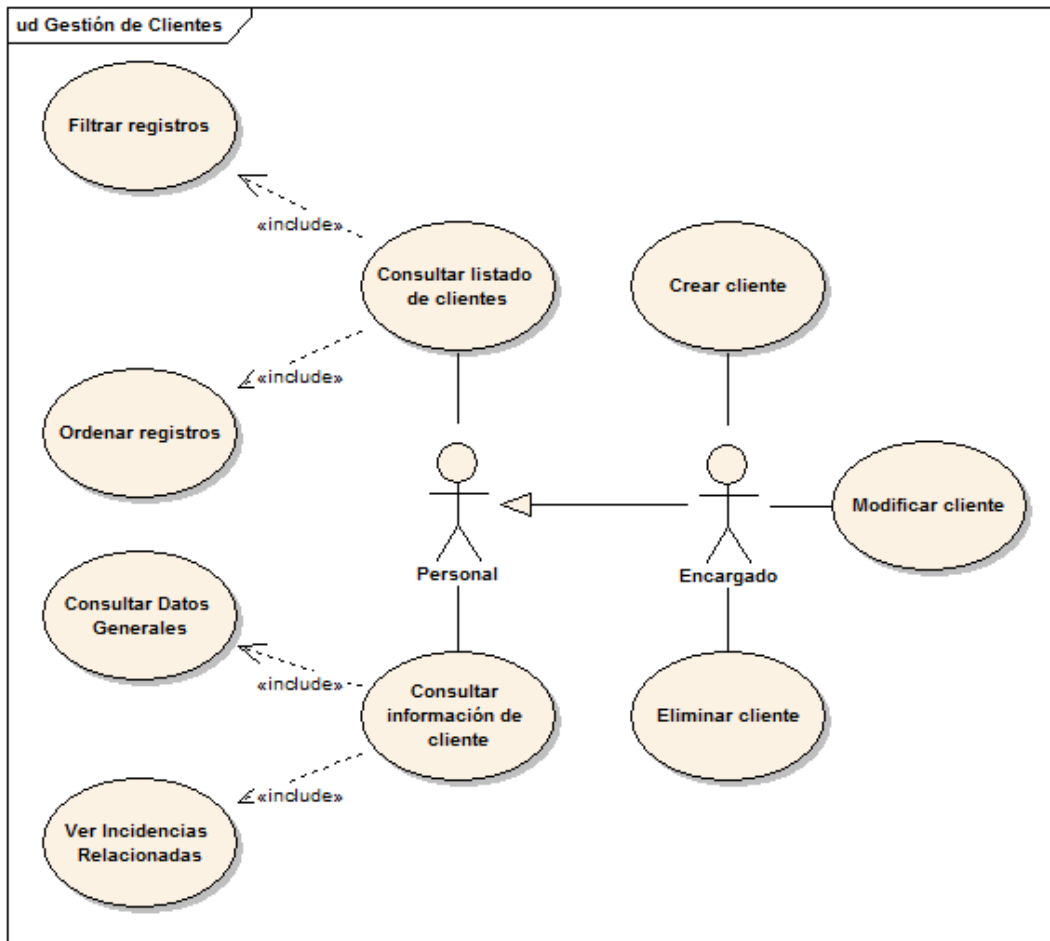 ud Gestión de Clientes
Filtrar registros
«include»
Consultar listado
de clientes
Crear cliente
«include»
Ordenar registros
Modificar cliente
Personal
Encargado
Consultar Datos
Generales
«include»
Consultar
información de
cliente
Eliminar cliente
«include»
Ver Incidencias
Relacionadas